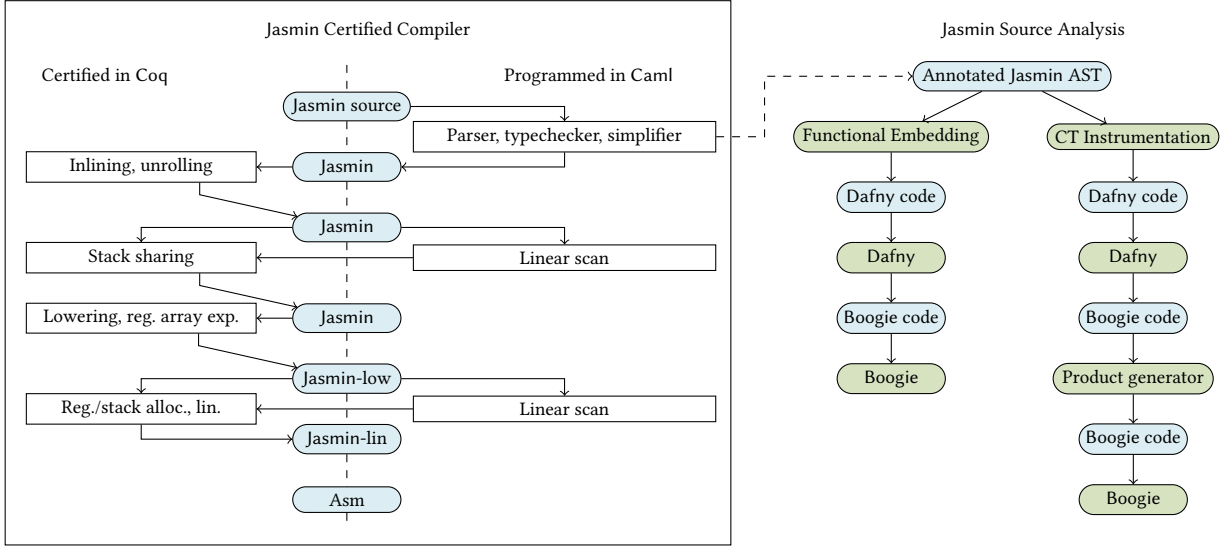 Jasmin Certified Compiler
Certified in Coq
Programmed in Caml
Jasmin source
Parser, typechecker, simplifier
Inlining, unrolling
Jasmin
Jasmin
Stack sharing
Linear scan
Lowering, reg. array exp.
Jasmin
Jasmin-low
Reg./stack alloc., lin.
Linear scan
Jasmin-lin
Asm
Jasmin Source Analysis
Annotated Jasmin AST
Functional Embedding
Dafny code
Dafny
Boogie code
Boogie
CT Instrumentation
Dafny code
Dafny
Boogie code
Product generator
Boogie code
Boogie